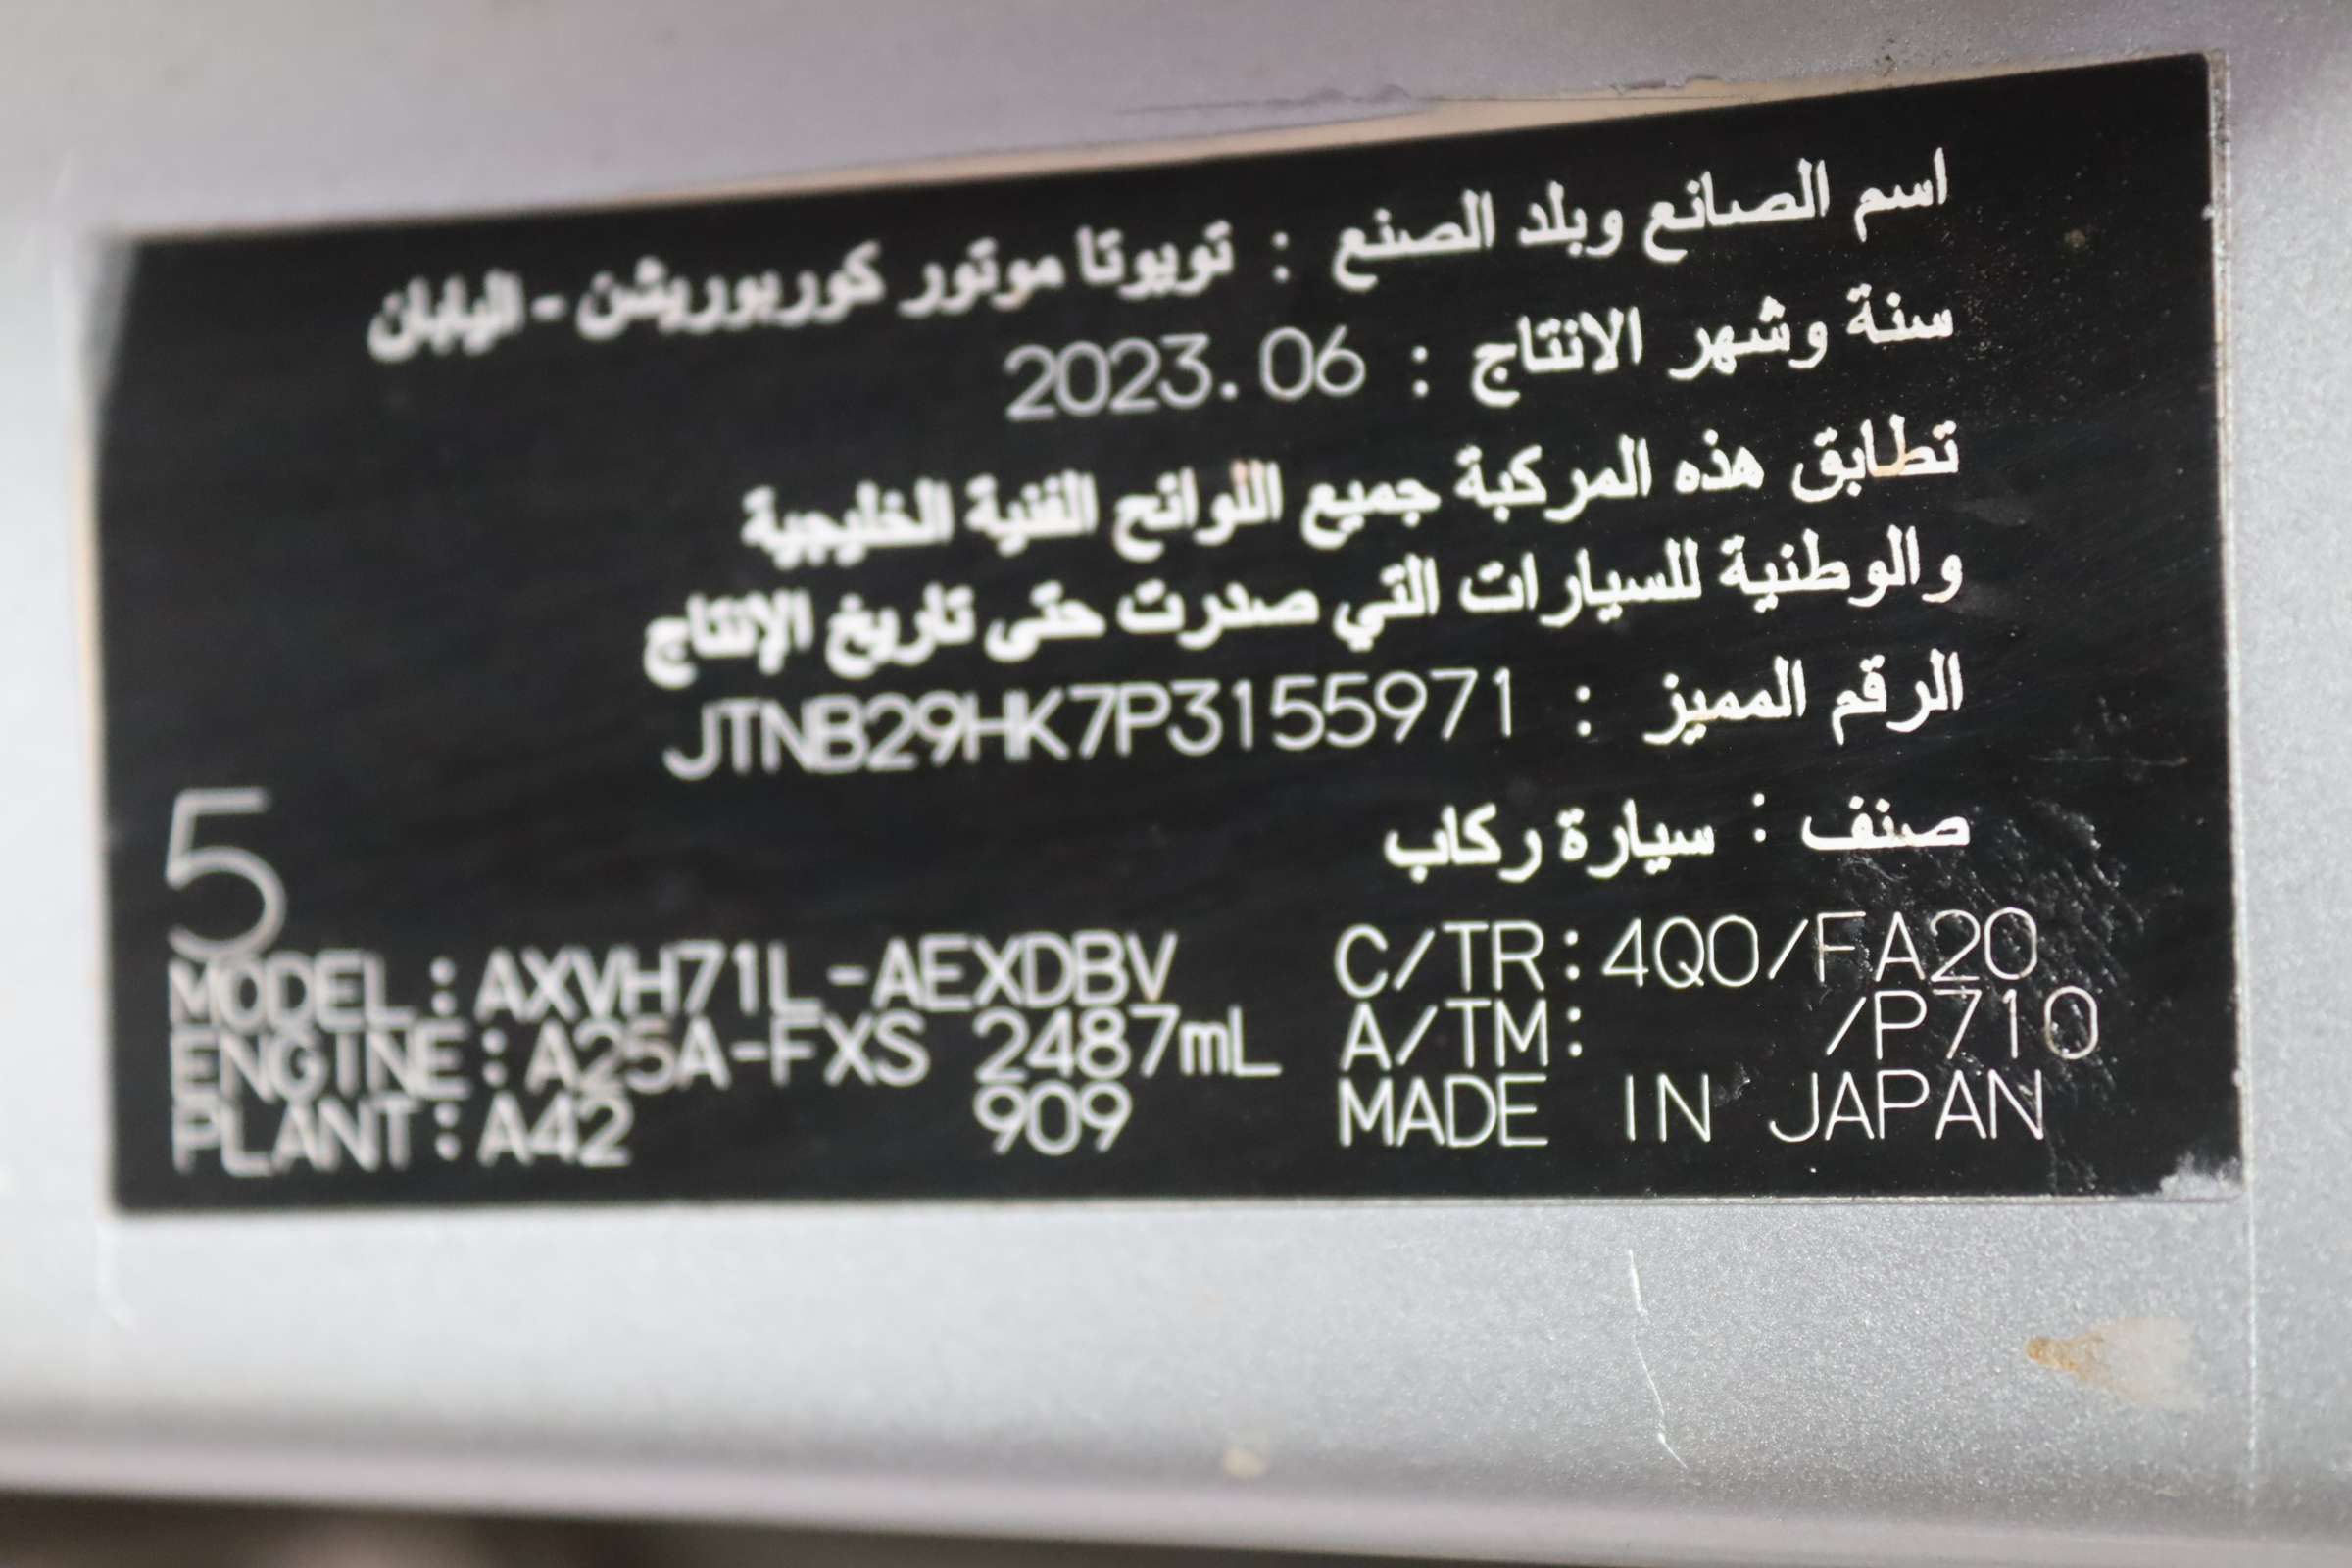 اسم الصانع وبلد الصنع : تويوتا موتور كوربوريشن - اليابان
سنة وشهر الانتاج : 2023.06
تطابق هذه المركبة جميع اللوائح الفنية الخليجية
والوطنية للسيارات التي صدرت حتى تاريخ الإنتاج
الرقم المميز : JTNB29HK7P3155971
صنف : سيارة ركاب
5
MODEL:AXVH71L-AEXDBV C/TR:4Q0/FA20
ENGINE:A25A-FXS 2487mL A/TM: /P710
PLANT:A42 909 MADE IN JAPAN